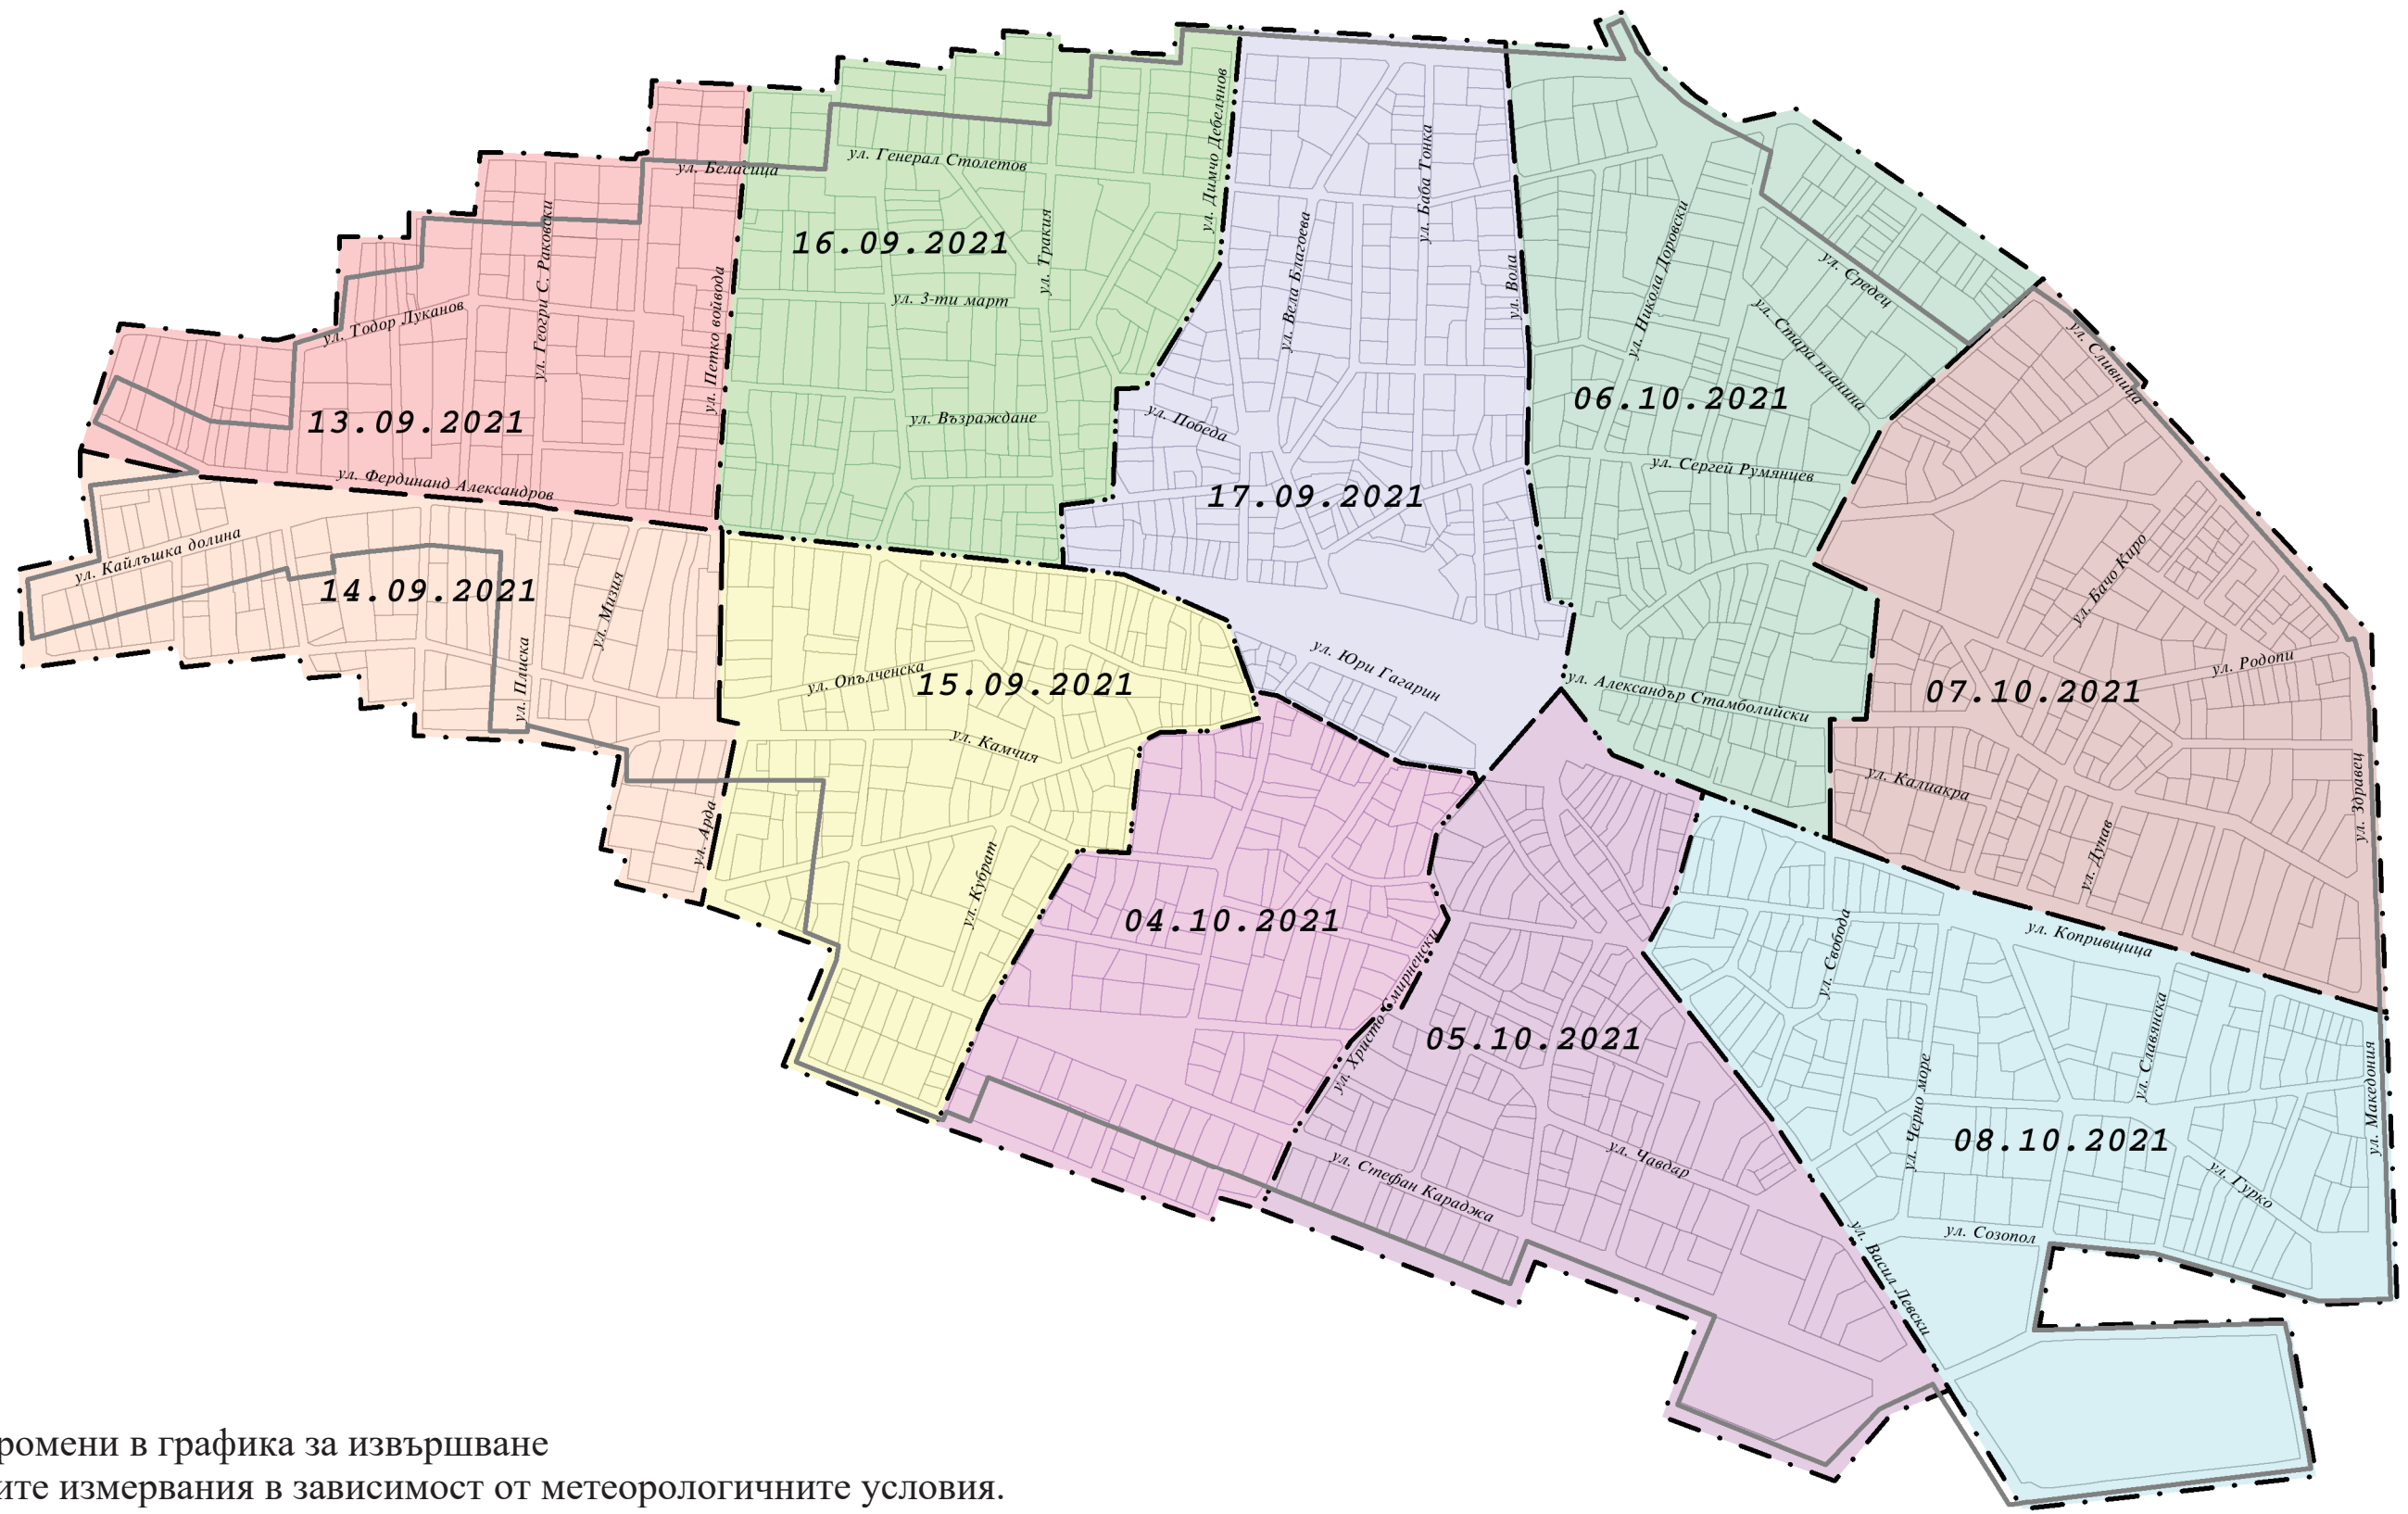 ул. Генерал Столетов
ул. Беласица
ул. Димчо Дебелянов
ул. Баба Тонка
16.09.2021
ул. Тракия
ул. 3-ти март
ул. Геогри С. Раковски
ул. Тодор Луканов
ул. Петко войвода
13.09.2021
ул. Възраждане
ул. Фердинанд Александров
ул. Вела Благоева
ул. Вола
ул. Победа
17.09.2021
ул. Юри Гагарин
ул. Никола Даровски
ул. Средец
ул. Стара планина
06.10.2021
ул. Сергей Румянцев
ул. Александър Стамболийски
ул. Сливница
ул. Бачо Киро
ул. Родопи
07.10.2021
ул. Калиакра
ул. Дунав
ул. Здравец
ул. Кайлъшка долина
14.09.2021
ул. Мизия
ул. Плиска
ул. Арда
ул. Опълченска
15.09.2021
ул. Камчия
ул. Кубрат
04.10.2021
ул. Христо Смирненски
05.10.2021
ул. Стефан Караджа
ул. Чавдар
ул. Свобода
ул. Копривщица
ул. Славянска
ул. Черно море
08.10.2021
ул. Македония
ул. Гурко
ул. Созопол
ул. Васил Левски
ромени в графика за извършване
ите измервания в зависимост от метеорологичните условия.